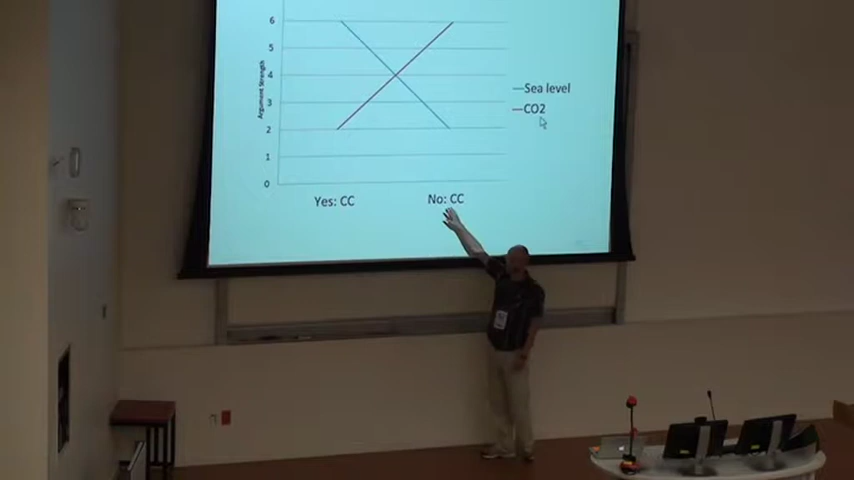 6
5
4
3
2
1
0
Argument Strength
Sea level
CO2
Yes: CC
No: CC